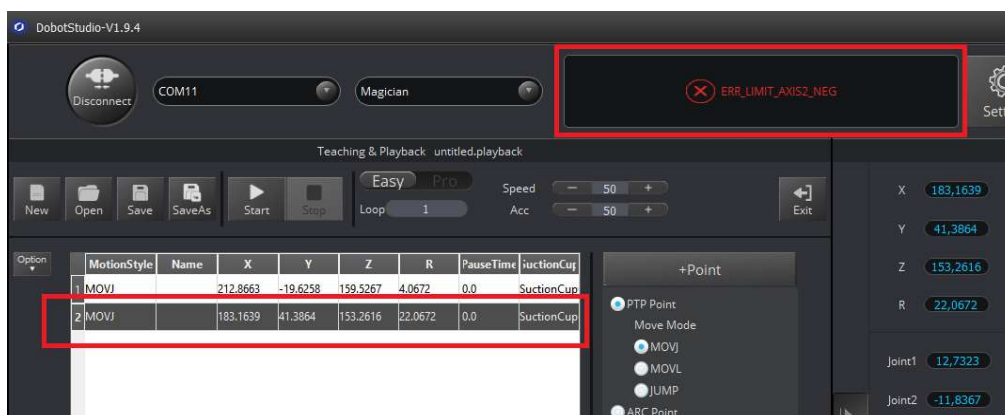 DobotStudio-V1.9.4
Disconnect
COM11
Magician
ERR_LIMIT_AXIS2_NEG
Teaching & Playback untitled.playback
New
Open
Save
SaveAs
Start
Stop
Easy Pro
Loop 1
Speed − 50 +
Acc − 50 +
Exit
Option
MotionStyle Name X Y Z R PauseTime
1 MOVJ 212.8663 -19.6258 159.5267 4.0672 0.0 SuctionCup
2 MOVJ 183.1639 41.3864 153.2616 22.0672 0.0 SuctionCup
+Point
PTP Point
Move Mode
MOVJ
MOVL
JUMP
ARC Point
X 183,1639
Y 41,3864
Z 153,2616
R 22,0672
Joint1 12,7323
Joint2 -11,8367